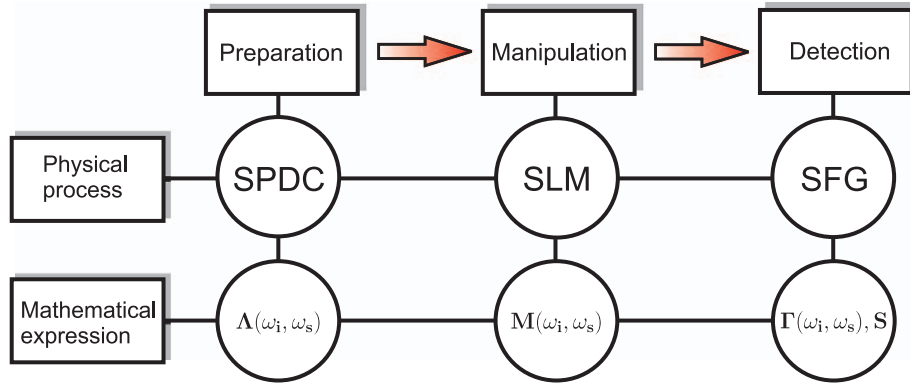 Preparation
Manipulation
Detection
Physical
process
SPDC
SLM
SFG
Mathematical
expression
Λ(ωᵢ, ωₛ)
M(ωᵢ, ωₛ)
Γ(ωᵢ, ωₛ), S